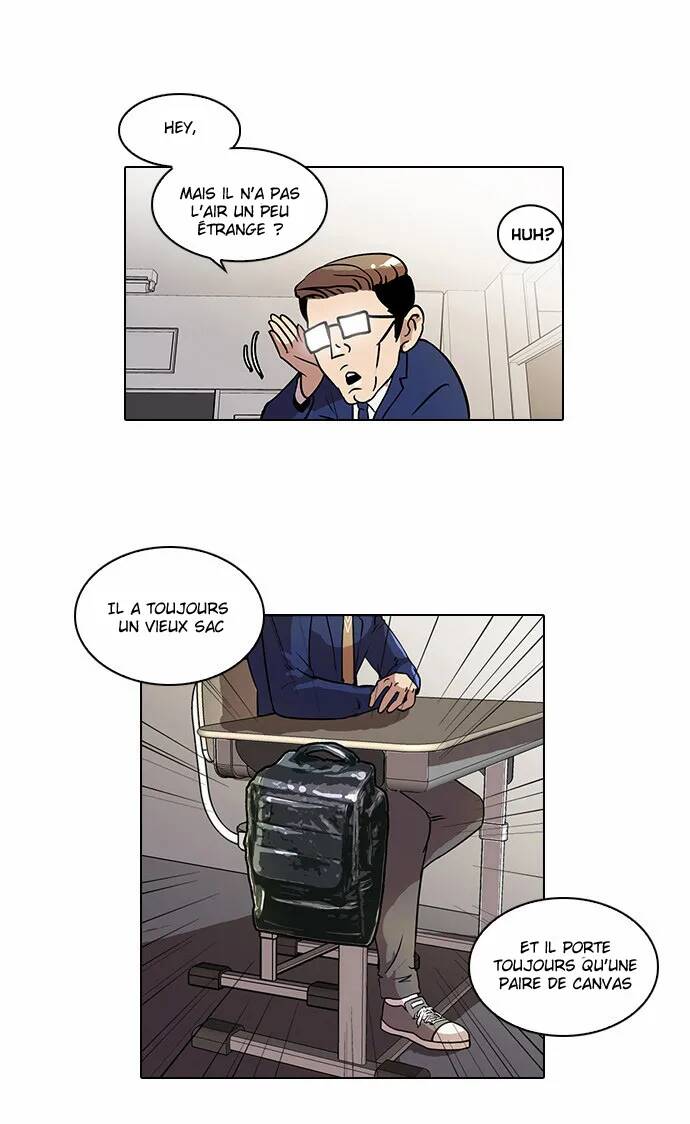 HEY,
MAIS IL N'A PAS
L'AIR UN PEU
ÉTRANGE ?
HUH?
IL A TOUJOURS
UN VIEUX SAC
ET IL PORTE
TOUJOURS QU'UNE
PAIRE DE CANVAS